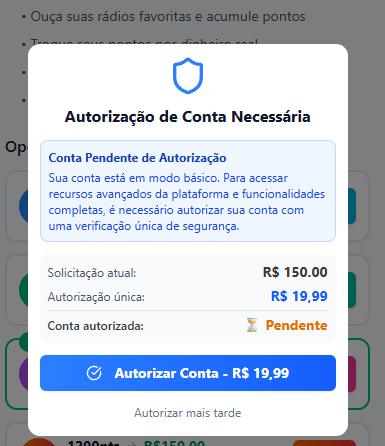 • Ouça suas rádios favoritas e acumule pontos
• Troque seus pontos por dinheiro real
Autorização de Conta Necessária
Conta Pendente de Autorização
Sua conta está em modo básico. Para acessar
recursos avançados da plataforma e funcionalidades
completas, é necessário autorizar sua conta com
uma verificação única de segurança.
Solicitação atual: R$ 150.00
Autorização única: R$ 19,99
Conta autorizada: ⏳ Pendente
Autorizar Conta - R$ 19,99
Autorizar mais tarde
1200pts → R$150.00